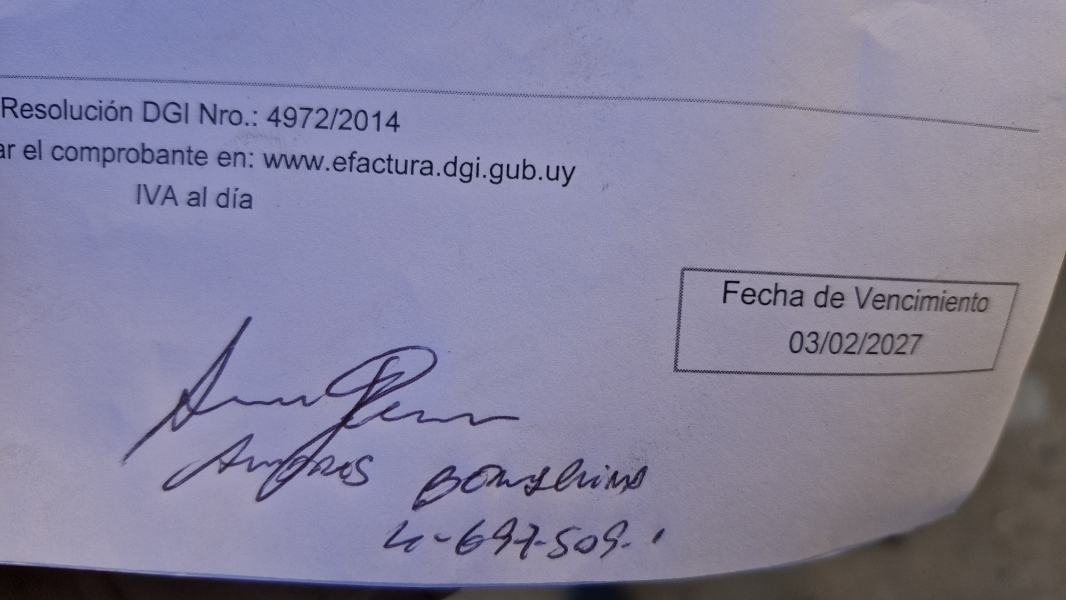 Resolución DGI Nro.: 4972/2014
ar el comprobante en: www.efactura.dgi.gub.uy
IVA al día
Fecha de Vencimiento
03/02/2027
4-697-509-1